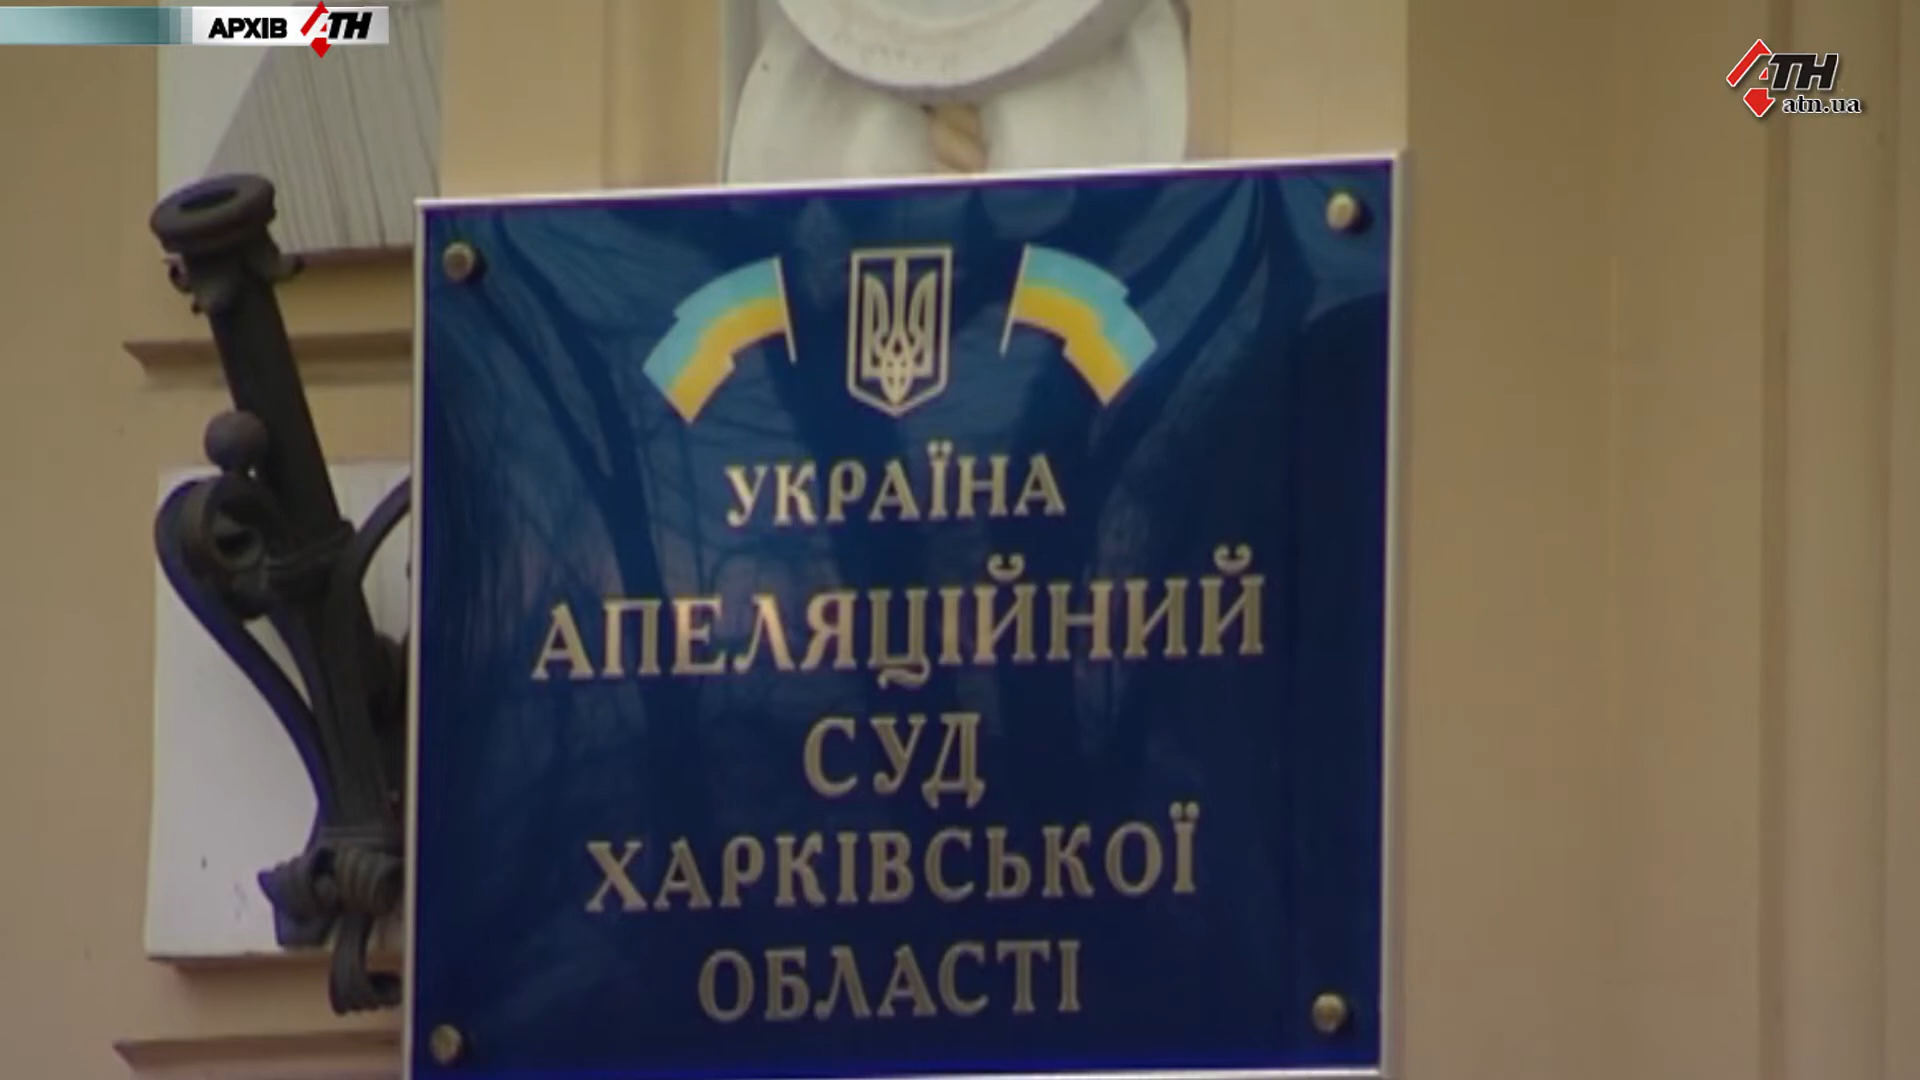 АРХІВ АТН
АТН
atn.ua
УКРАЇНА
АПЕЛЯЦІЙНИЙ
СУД
ХАРКІВСЬКОЇ
ОБЛАСТІ